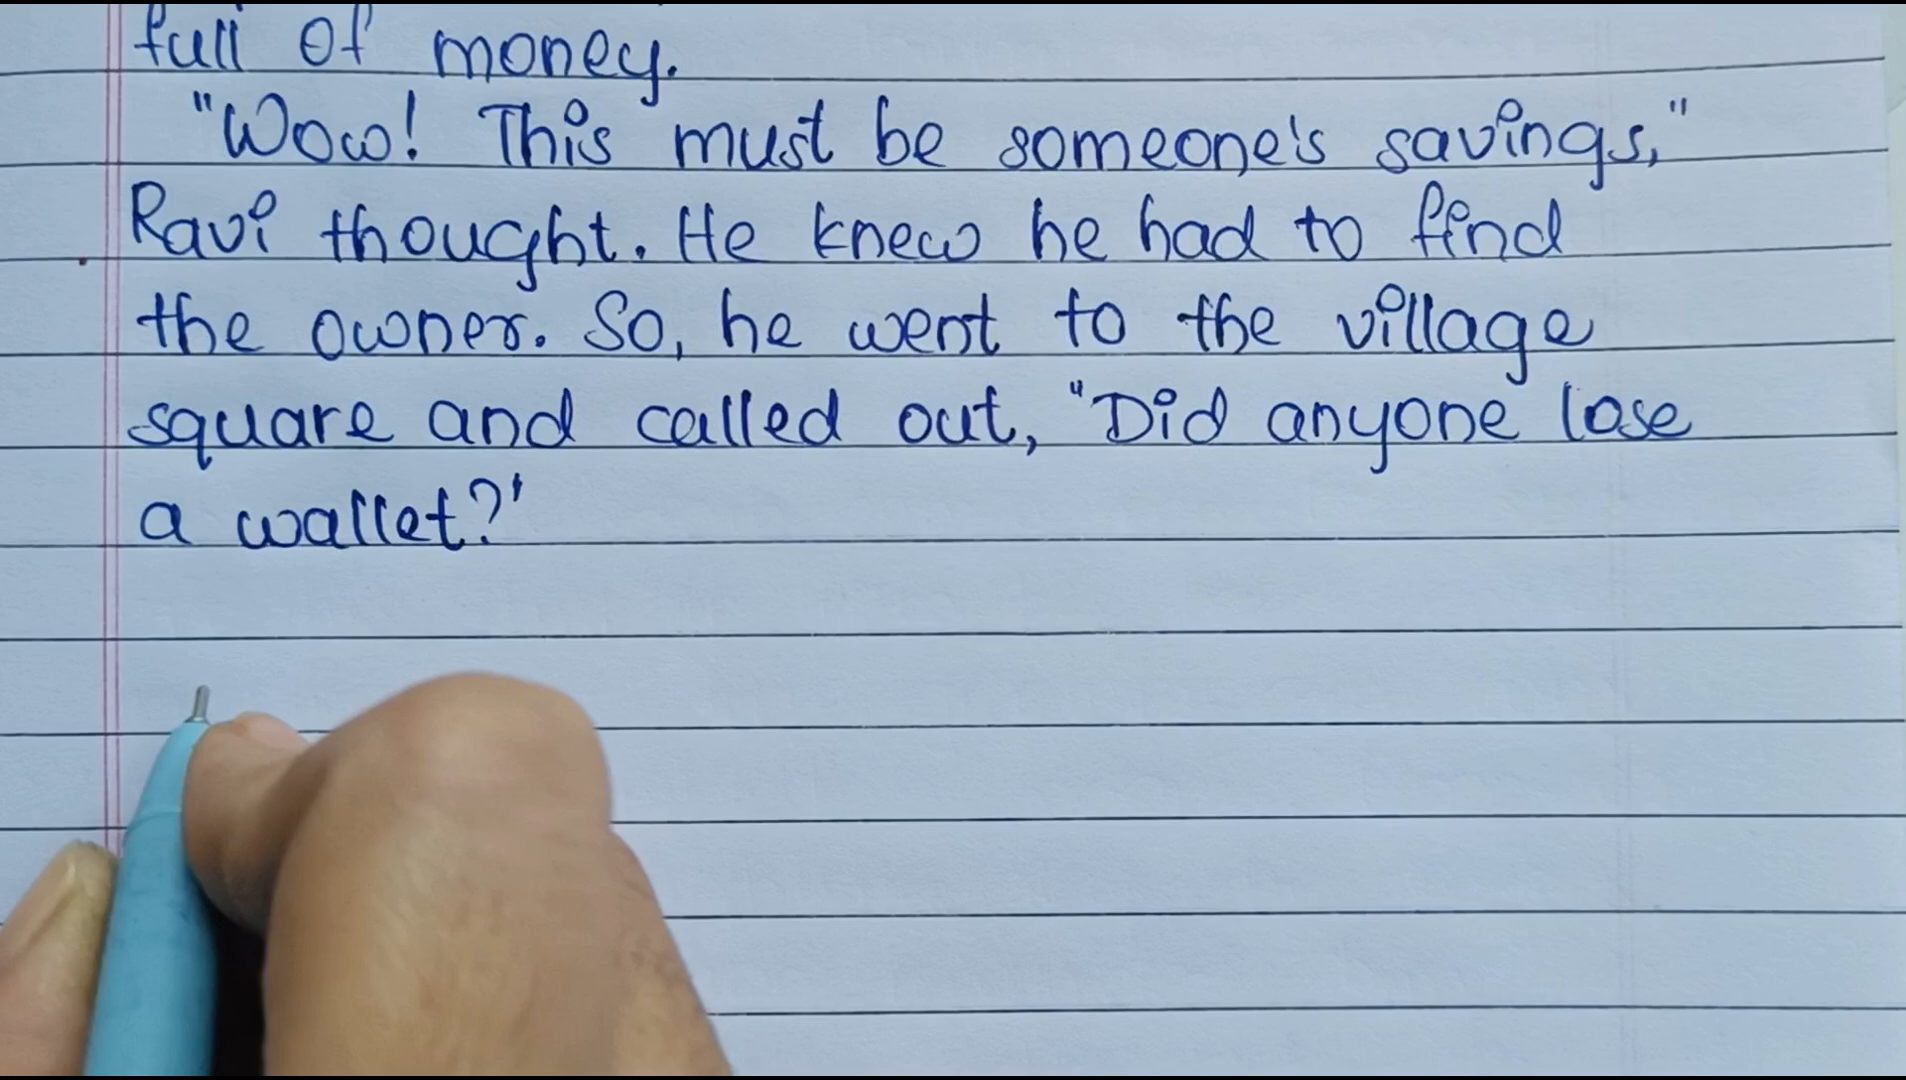 full of money.
"Wow! This must be someone's savings,"
Ravi thought. He knew he had to find
the owner. So, he went to the village
square and called out, "Did anyone lose
a wallet?'